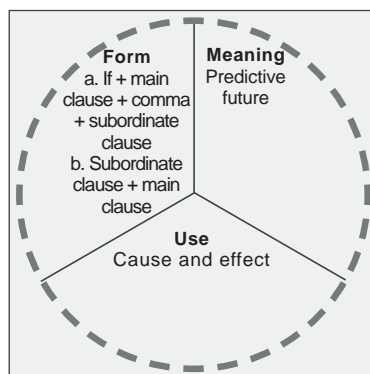 Form
a. If + main
clause + comma
+ subordinate
clause
b. Subordinate
clause + main
clause
Meaning
Predictive
future
Use
Cause and effect